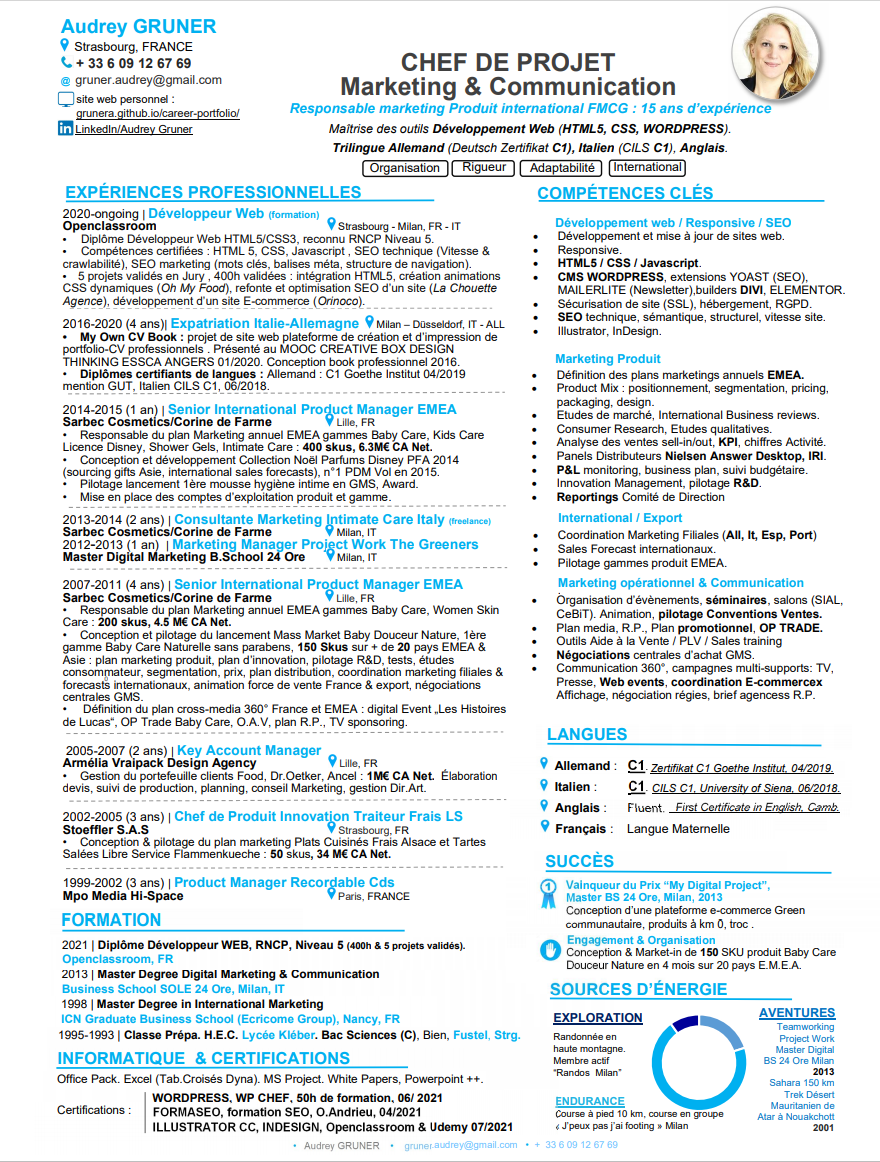 Audrey GRUNER
Strasbourg, FRANCE
+ 33 6 09 12 67 69
@ gruner.audrey@gmail.com
site web personnel :
grunera.github.io/career-portfolio/
LinkedIn/Audrey Gruner
CHEF DE PROJET
Marketing & Communication
Responsable marketing Produit international FMCG : 15 ans d'expérience
Maîtrise des outils Développement Web (HTML5, CSS, WORDPRESS).
Trilingue Allemand (Deutsch Zertifikat C1), Italien (CILS C1), Anglais.
Organisation Rigueur Adaptabilité International
EXPÉRIENCES PROFESSIONNELLES
2020-ongoing | Développeur Web (formation)
Openclassroom Strasbourg - Milan, FR - IT
• Diplôme Développeur Web HTML5/CSS3, reconnu RNCP Niveau 5.
• Compétences certifiées : HTML 5, CSS, Javascript , SEO technique (Vitesse &
crawlabilité), SEO marketing (mots clés, balises méta, structure de navigation).
• 5 projets validés en Jury , 400h validées : intégration HTML5, création animations
CSS dynamiques (Oh My Food), refonte et optimisation SEO d'un site (La Chouette
Agence), développement d'un site E-commerce (Orinoco).
2016-2020 (4 ans)| Expatriation Italie-Allemagne Milan – Düsseldorf, IT - ALL
• My Own CV Book : projet de site web plateforme de création et d'impression de
portfolio-CV professionnels . Présenté au MOOC CREATIVE BOX DESIGN
THINKING ESSCA ANGERS 01/2020. Conception book professionnel 2016.
• Diplômes certifiants de langues : Allemand : C1 Goethe Institut 04/2019
mention GUT, Italien CILS C1, 06/2018.
2014-2015 (1 an) | Senior International Product Manager EMEA
Sarbec Cosmetics/Corine de Farme Lille, FR
• Responsable du plan Marketing annuel EMEA gammes Baby Care, Kids Care
Licence Disney, Shower Gels, Intimate Care : 400 skus, 6.3M€ CA Net.
• Conception et développement Collection Noël Parfums Disney PFA 2014
(sourcing gifts Asie, international sales forecasts), n°1 PDM Vol en 2015.
• Pilotage lancement 1ère mousse hygiène intime en GMS, Award.
• Mise en place des comptes d'exploitation produit et gamme.
2013-2014 (2 ans) | Consultante Marketing Intimate Care Italy (freelance)
Sarbec Cosmetics/Corine de Farme Milan, IT
2012-2013 (1 an) | Marketing Manager Project Work The Greeners
Master Digital Marketing B.School 24 Ore Milan, IT
2007-2011 (4 ans) | Senior International Product Manager EMEA
Sarbec Cosmetics/Corine de Farme Lille, FR
• Responsable du plan Marketing annuel EMEA gammes Baby Care, Women Skin
Care : 200 skus, 4.5 M€ CA Net.
• Conception et pilotage du lancement Mass Market Baby Douceur Nature, 1ère
gamme Baby Care Naturelle sans parabens, 150 Skus sur + de 20 pays EMEA &
Asie : plan marketing produit, plan d'innovation, pilotage R&D, tests, études
consommateur, segmentation, prix, plan distribution, coordination marketing filiales &
forecasts internationaux, animation force de vente France & export, négociations
centrales GMS.
• Définition du plan cross-media 360° France et EMEA : digital Event „Les Histoires
de Lucas", OP Trade Baby Care, O.A.V, plan R.P., TV sponsoring.
2005-2007 (2 ans) | Key Account Manager
Armélia Vraipack Design Agency Lille, FR
• Gestion du portefeuille clients Food, Dr.Oetker, Ancel : 1M€ CA Net. Élaboration
devis, suivi de production, planning, conseil Marketing, gestion Dir.Art.
2002-2005 (3 ans) | Chef de Produit Innovation Traiteur Frais LS
Stoeffler S.A.S Strasbourg, FR
• Conception & pilotage du plan marketing Plats Cuisinés Frais Alsace et Tartes
Salées Libre Service Flammenkueche : 50 skus, 34 M€ CA Net.
1999-2002 (3 ans) | Product Manager Recordable Cds
Mpo Media Hi-Space Paris, FRANCE
FORMATION
2021 | Diplôme Développeur WEB, RNCP, Niveau 5 (400h & 5 projets validés).
Openclassroom, FR
2013 | Master Degree Digital Marketing & Communication
Business School SOLE 24 Ore, Milan, IT
1998 | Master Degree in International Marketing
ICN Graduate Business School (Ecricome Group), Nancy, FR
1995-1993 | Classe Prépa. H.E.C. Lycée Kléber. Bac Sciences (C), Bien, Fustel, Strg.
INFORMATIQUE & CERTIFICATIONS
Office Pack. Excel (Tab.Croisés Dyna). MS Project. White Papers, Powerpoint ++.
Certifications :
WORDPRESS, WP CHEF, 50h de formation, 06/ 2021
FORMASEO, formation SEO, O.Andrieu, 04/2021
ILLUSTRATOR CC, INDESIGN, Openclassroom & Udemy 07/2021
COMPÉTENCES CLÉS
Développement web / Responsive / SEO
• Développement et mise à jour de sites web.
• Responsive.
• HTML5 / CSS / Javascript.
• CMS WORDPRESS, extensions YOAST (SEO),
MAILERLITE (Newsletter),builders DIVI, ELEMENTOR.
• Sécurisation de site (SSL), hébergement, RGPD.
• SEO technique, sémantique, structurel, vitesse site.
• Illustrator, InDesign.
Marketing Produit
• Définition des plans marketings annuels EMEA.
• Product Mix : positionnement, segmentation, pricing,
packaging, design.
• Etudes de marché, International Business reviews.
• Consumer Research, Etudes qualitatives.
• Analyse des ventes sell-in/out, KPI, chiffres Activité.
• Panels Distributeurs Nielsen Answer Desktop, IRI.
• P&L monitoring, business plan, suivi budgétaire.
• Innovation Management, pilotage R&D.
• Reportings Comité de Direction
International / Export
• Coordination Marketing Filiales (All, It, Esp, Port)
• Sales Forecast internationaux.
• Pilotage gammes produit EMEA.
Marketing opérationnel & Communication
• Organisation d'évènements, séminaires, salons (SIAL,
CeBiT). Animation, pilotage Conventions Ventes.
• Plan media, R.P., Plan promotionnel, OP TRADE.
• Outils Aide à la Vente / PLV / Sales training
• Négociations centrales d'achat GMS.
• Communication 360°, campagnes multi-supports: TV,
Presse, Web events, coordination E-commercex
Affichage, négociation régies, brief agencess R.P.
LANGUES
Allemand : C1. Zertifikat C1 Goethe Institut, 04/2019.
Italien : C1. CILS C1, University of Siena, 06/2018.
Anglais : Fluent. First Certificate in English, Camb.
Français : Langue Maternelle
SUCCÈS
1
Vainqueur du Prix "My Digital Project",
Master BS 24 Ore, Milan, 2013
Conception d'une plateforme e-commerce Green
communautaire, produits à km 0, troc .
Engagement & Organisation
Conception & Market-in de 150 SKU produit Baby Care
Douceur Nature en 4 mois sur 20 pays E.M.E.A.
SOURCES D'ÉNERGIE
EXPLORATION
Randonnée en
haute montagne.
Membre actif
"Randos Milan"
ENDURANCE
Course à pied 10 km, course en groupe
« J'peux pas j'ai footing » Milan
AVENTURES
Teamworking
Project Work
Master Digital
BS 24 Ore Milan
2013
Sahara 150 km
Trek Désert
Mauritanien de
Atar à Nouakchott
2001
• Audrey GRUNER • gruner.audrey@gmail.com • + 33 6 09 12 67 69